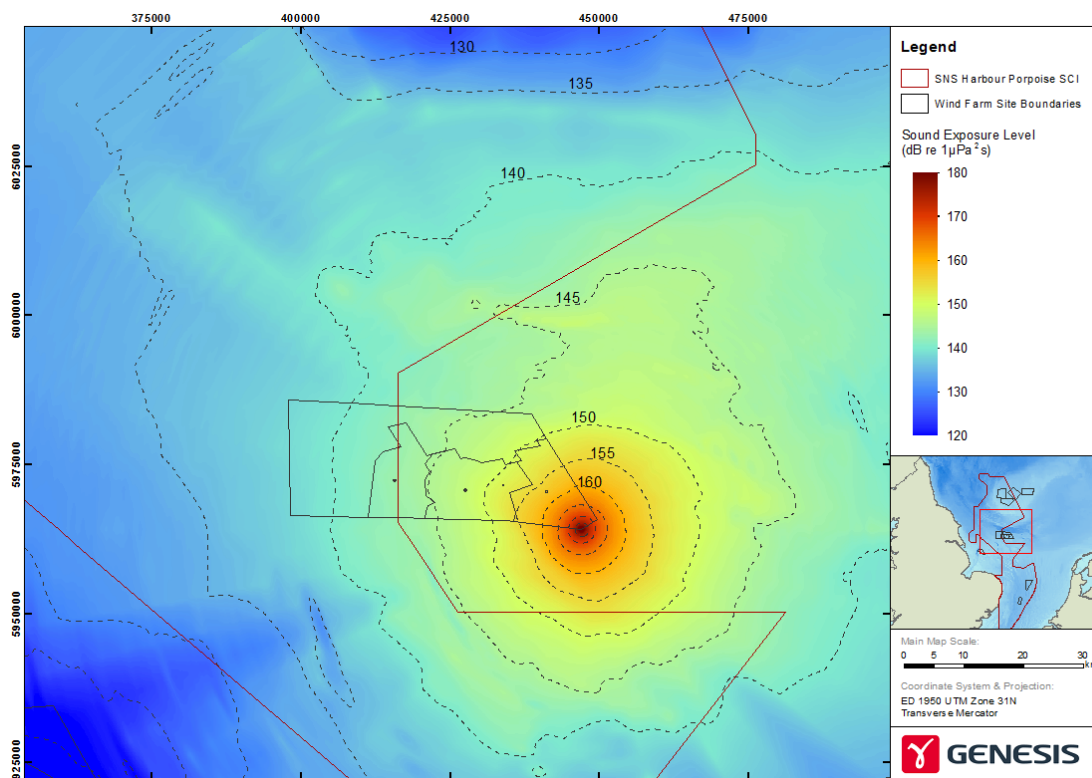 375000 400000 425000 450000 475000
6025000
6000000
5975000
5950000
5925000
130
135
140
145
150
155
160
Legend
SNS Harbour Porpoise SCI
Wind Farm Site Boundaries
Sound Exposure Level
(dB re 1µPa²s)
180
170
160
150
140
130
120
Main Map Scale:
0 5 10 20 30
km
Coordinate System & Projection:
ED 1950 UTM Zone 31N
Transverse Mercator
GENESIS